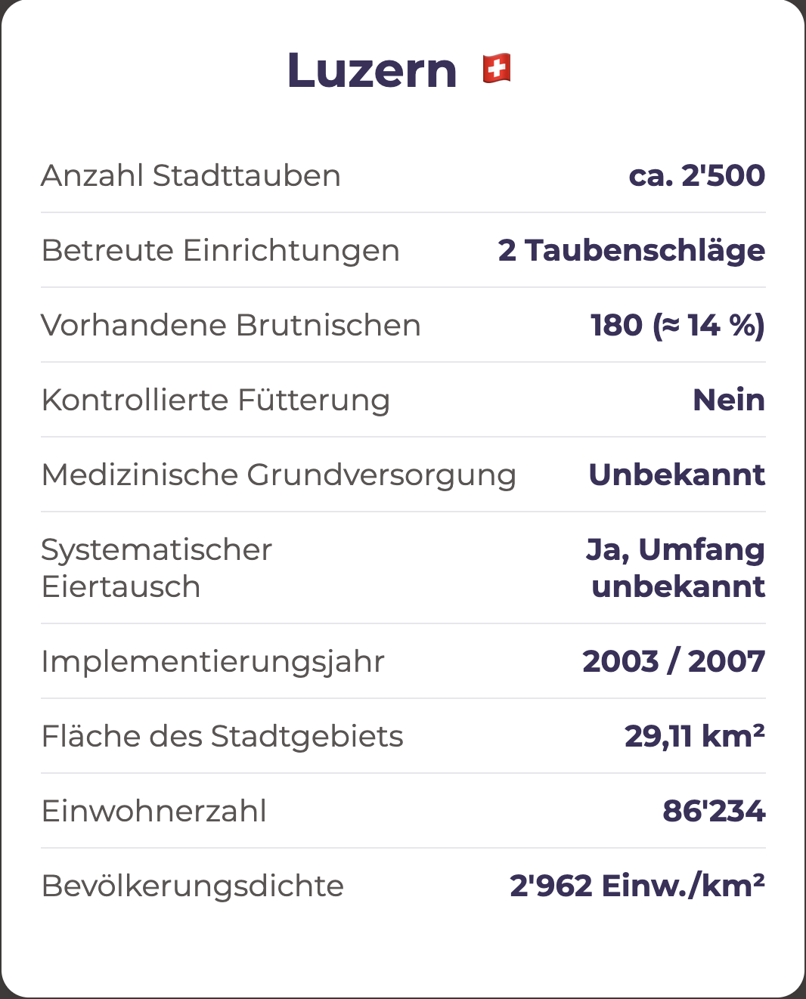 Luzern 🇨🇭
Anzahl Stadttauben ca. 2'500
Betreute Einrichtungen 2 Taubenschläge
Vorhandene Brutnischen 180 (≈ 14 %)
Kontrollierte Fütterung Nein
Medizinische Grundversorgung Unbekannt
Systematischer Ja, Umfang
Eiertausch unbekannt
Implementierungsjahr 2003 / 2007
Fläche des Stadtgebiets 29,11 km²
Einwohnerzahl 86'234
Bevölkerungsdichte 2'962 Einw./km²